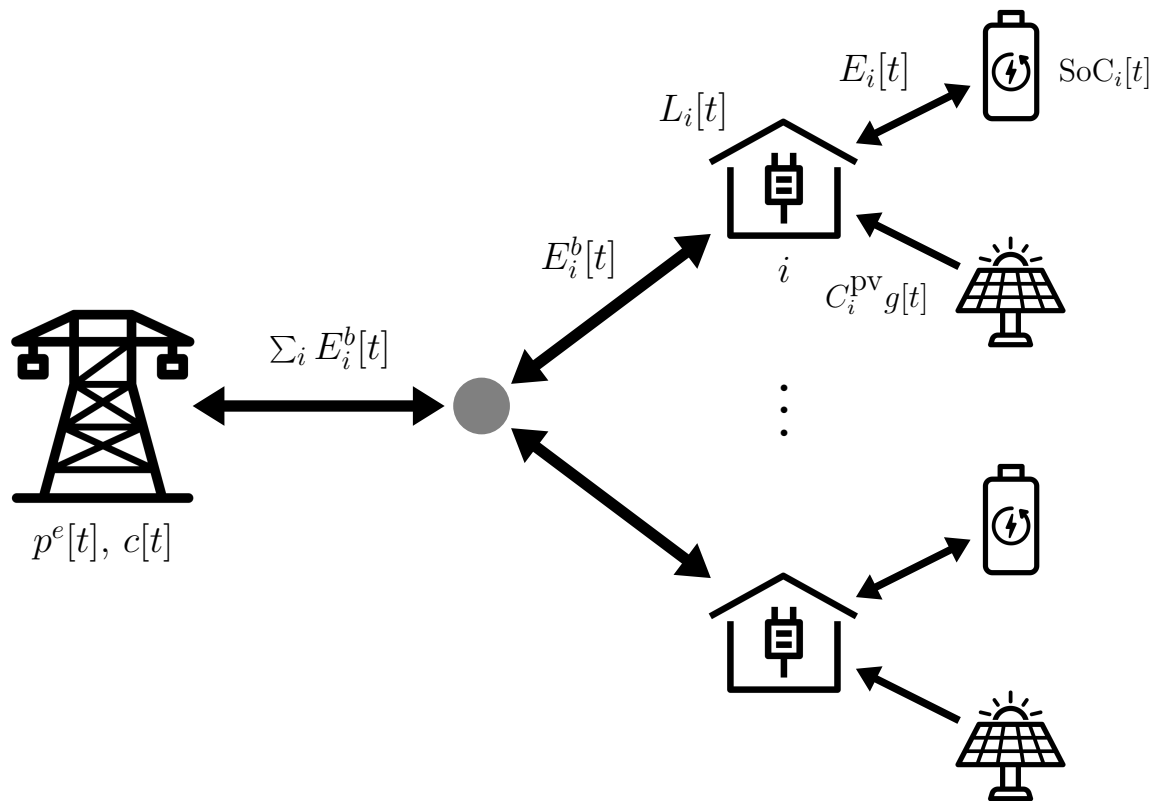 E_i[t]
SoC_i[t]
L_i[t]
E_i^b[t]
i
C_i^{pv} g[t]
∑_i E_i^b[t]
⋮
p^e[t], c[t]